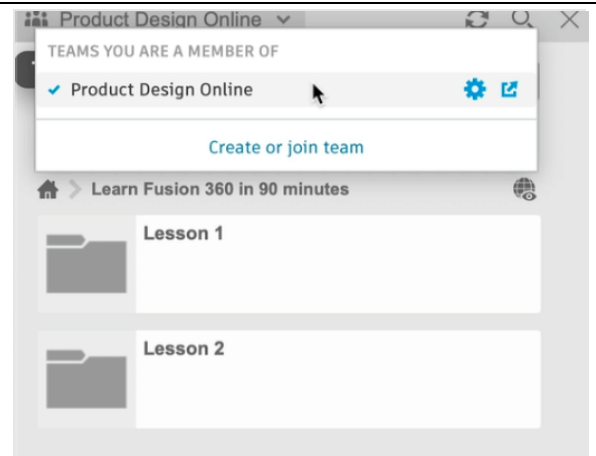 Product Design Online
TEAMS YOU ARE A MEMBER OF
Product Design Online
Create or join team
Learn Fusion 360 in 90 minutes
Lesson 1
Lesson 2